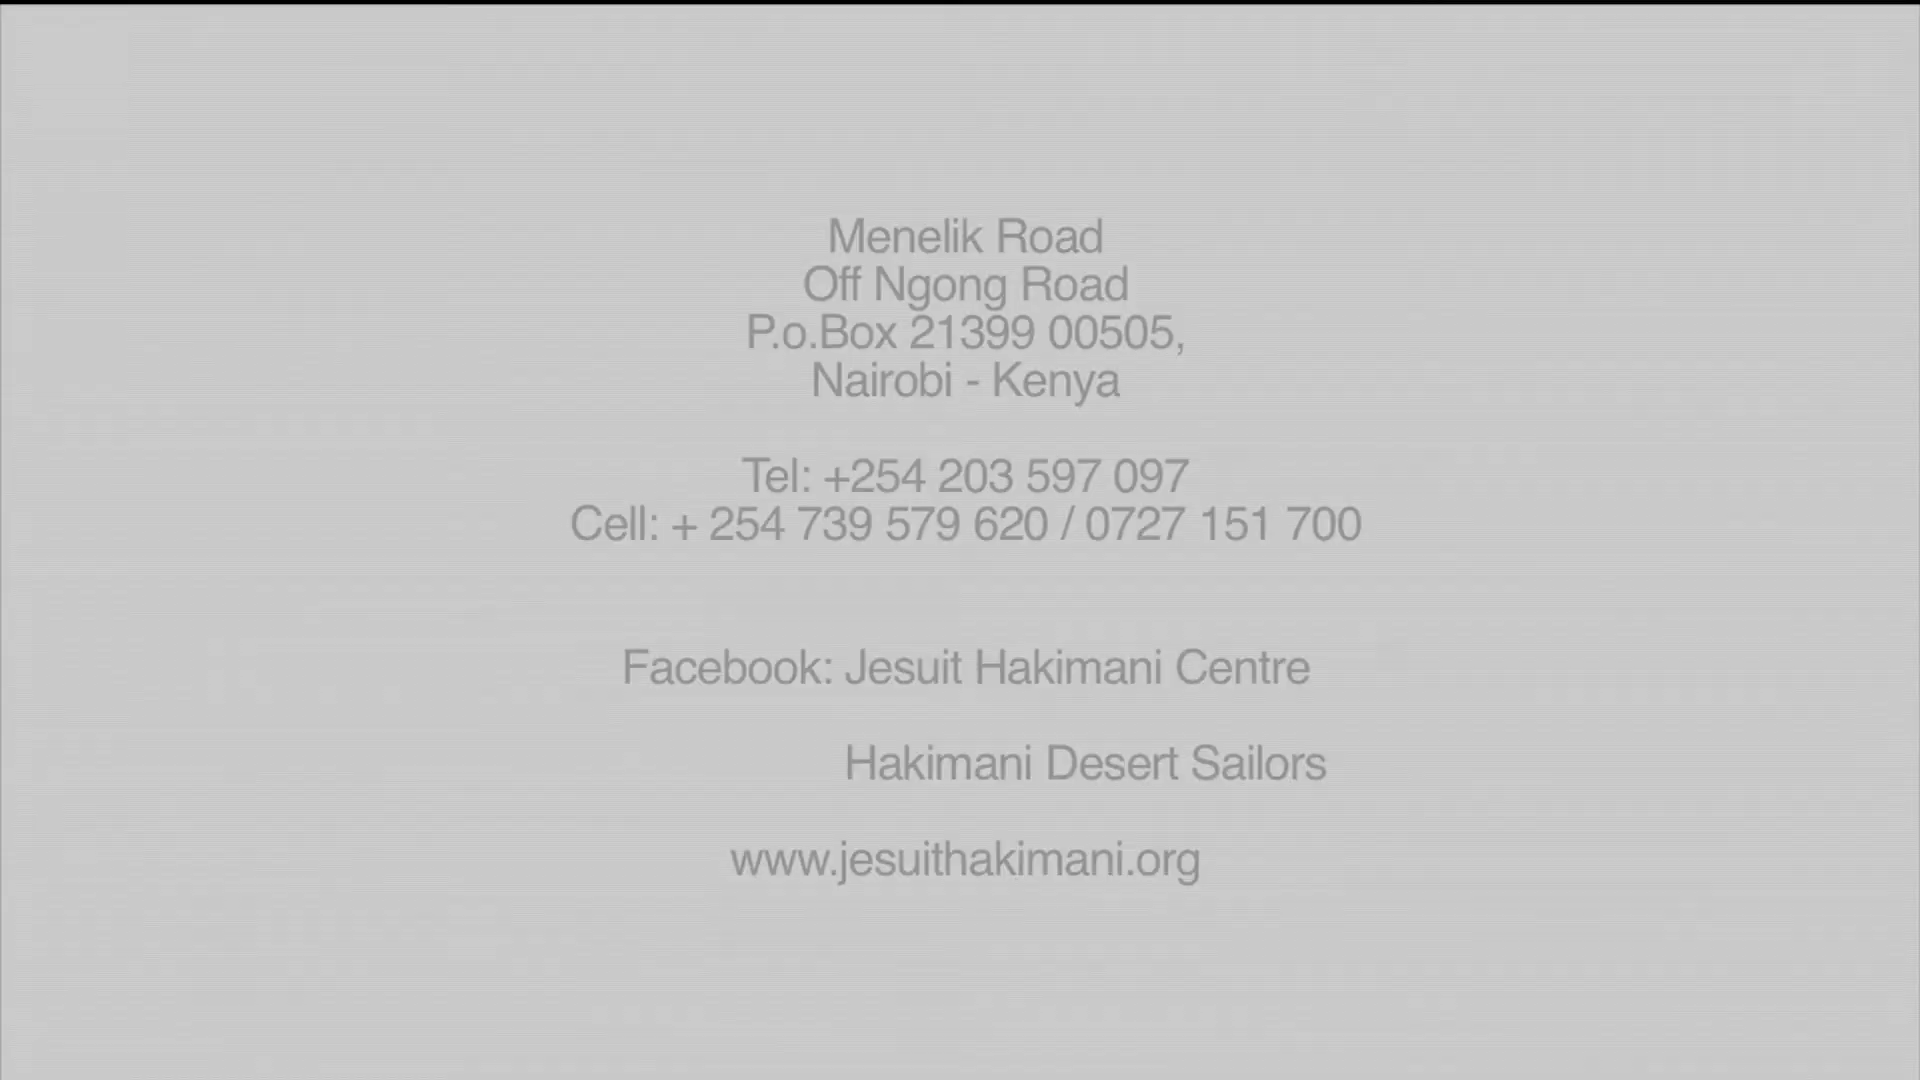 Menelik Road
Off Ngong Road
P.o.Box 21399 00505,
Nairobi - Kenya
Tel: +254 203 597 097
Cell: + 254 739 579 620 / 0727 151 700
Facebook: Jesuit Hakimani Centre
Hakimani Desert Sailors
www.jesuithakimani.org